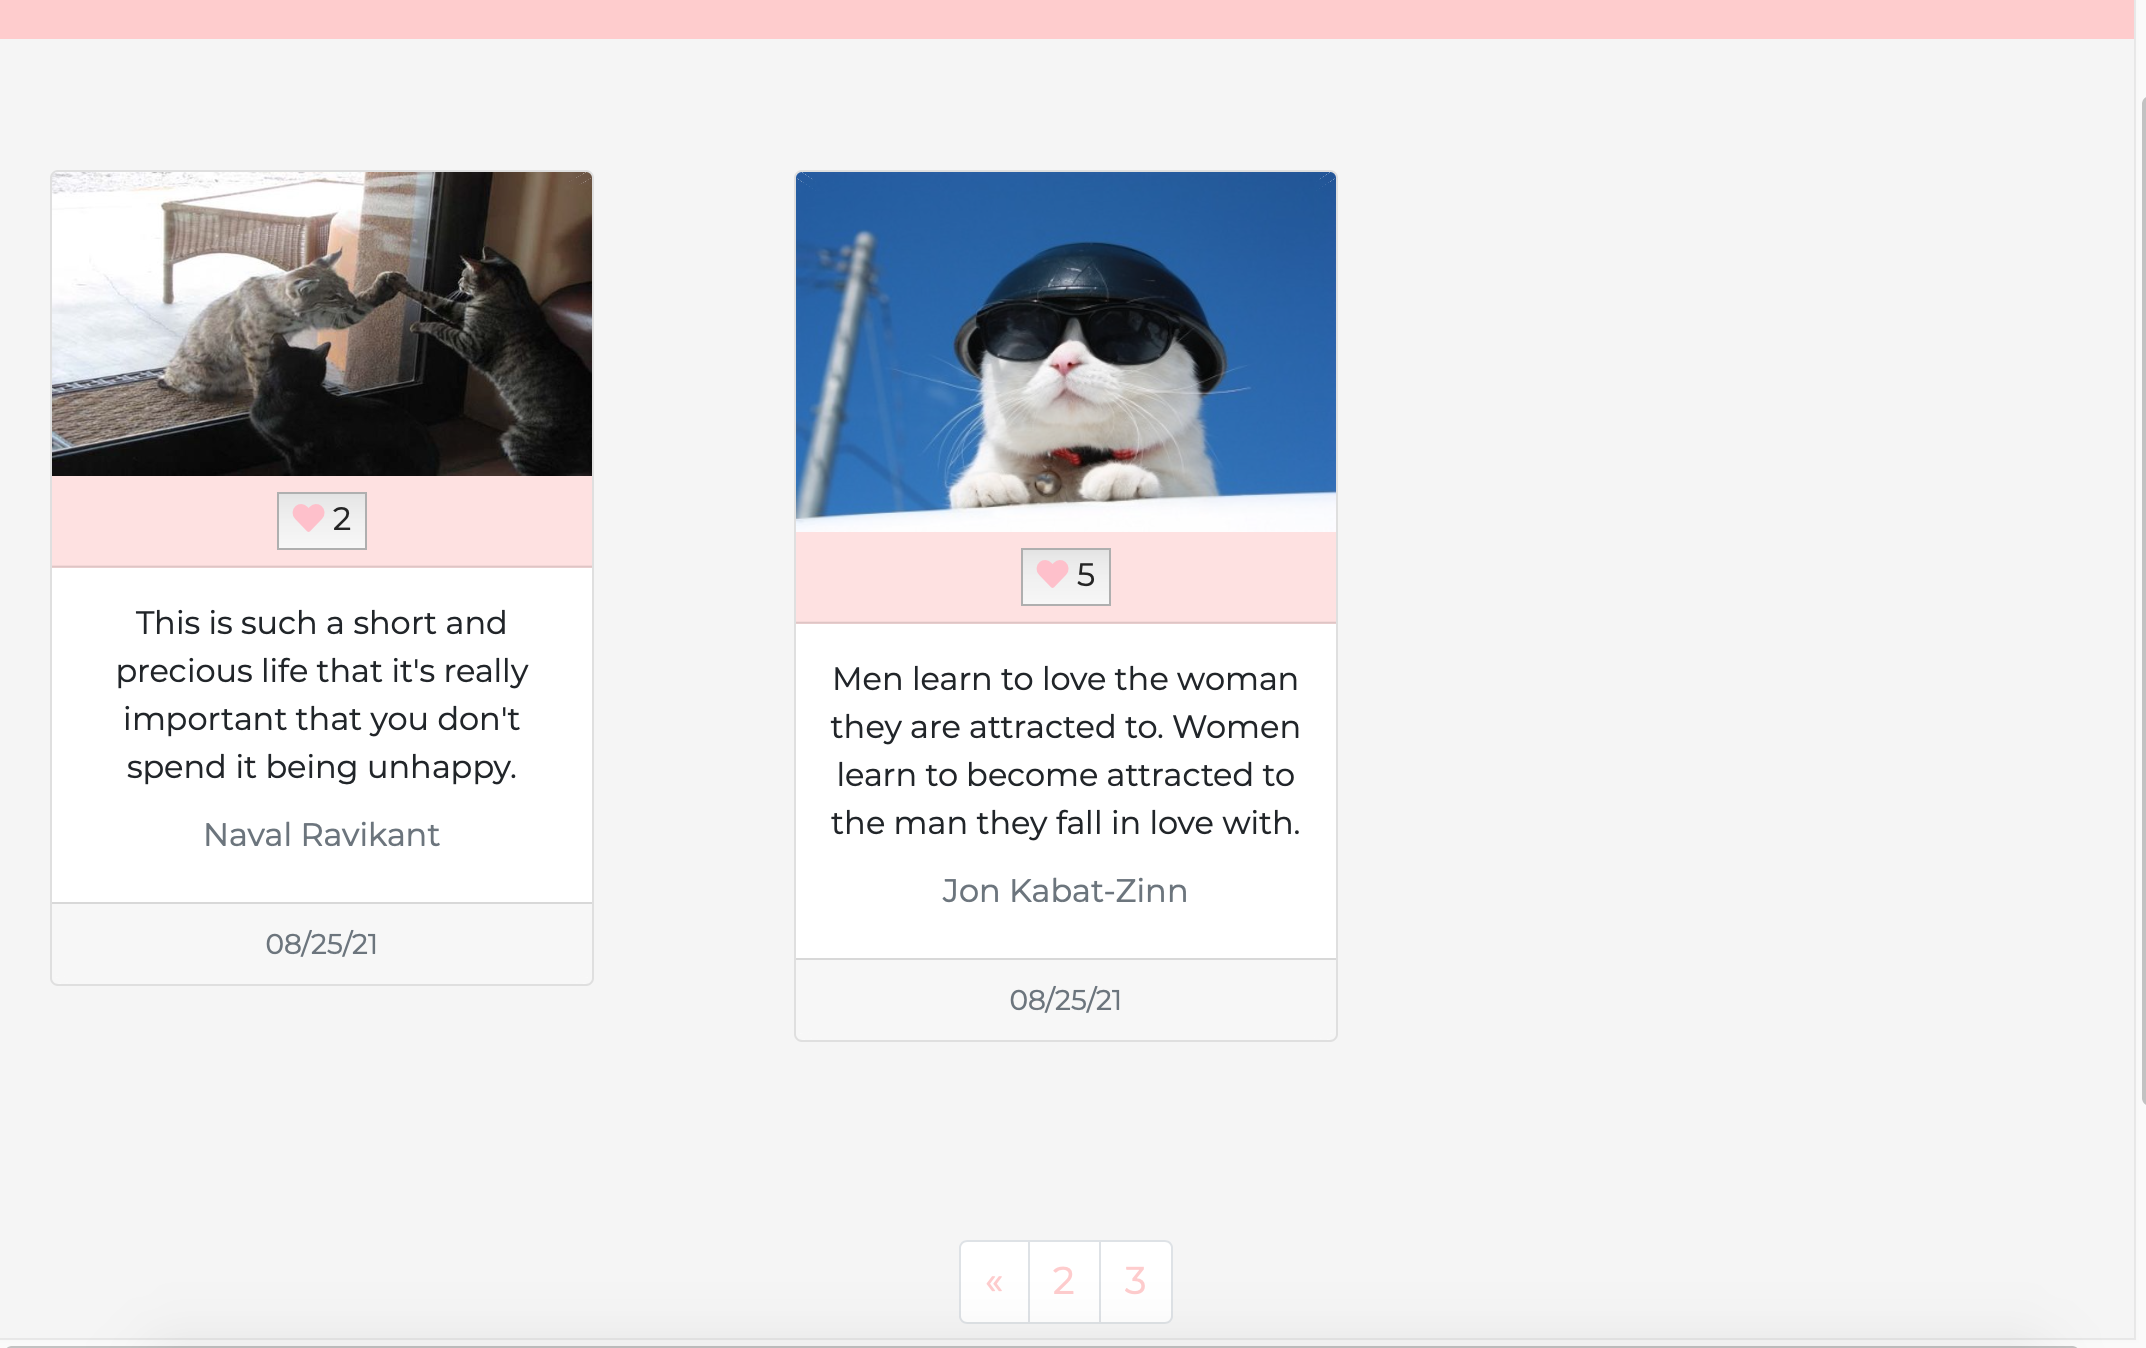 2
This is such a short and
precious life that it's really
important that you don't
spend it being unhappy.
Naval Ravikant
08/25/21
5
Men learn to love the woman
they are attracted to. Women
learn to become attracted to
the man they fall in love with.
Jon Kabat-Zinn
08/25/21
« 2 3